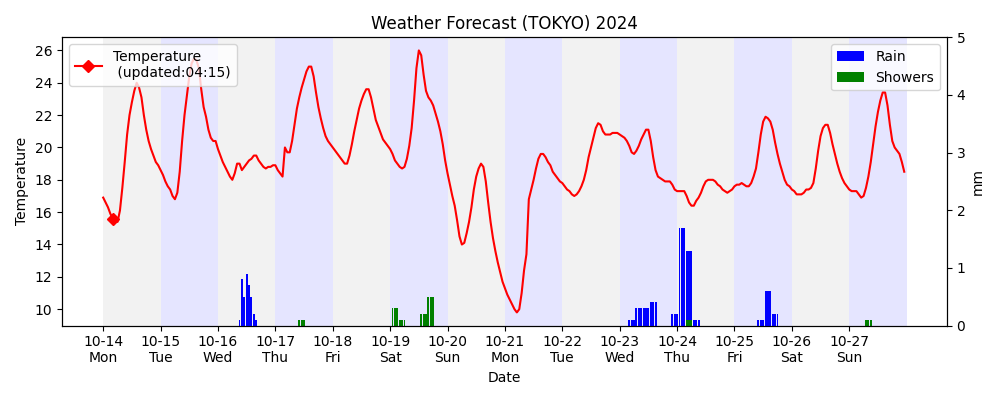 Weather Forecast (TOKYO) 2024
Temperature
(updated:04:15)
Rain
Showers
Temperature
26
24
22
20
18
16
14
12
10
5
4
3
2
1
0
mm
10-14 10-15 10-16 10-17 10-18 10-19 10-20 10-21 10-22 10-23 10-24 10-25 10-26 10-27
Mon Tue Wed Thu Fri Sat Sun Mon Tue Wed Thu Fri Sat Sun
Date